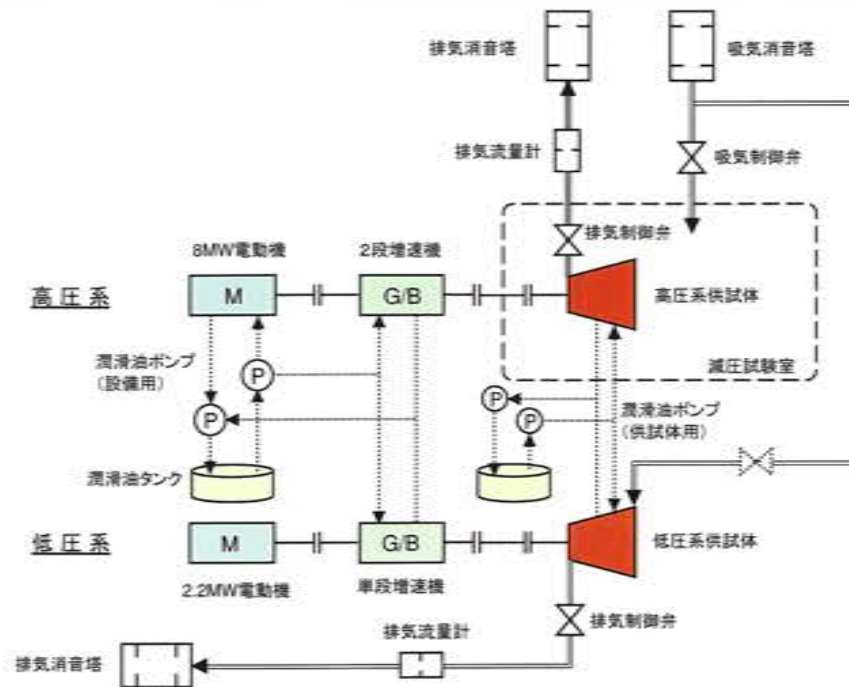 排気消音塔
吸気消音塔
排気流量計
吸気制御弁
排気制御弁
8MW電動機
2段増速機
高圧系
M
G/B
高圧系供試体
減圧試験室
潤滑油ポンプ
（設備用）
P
P
P
P
潤滑油ポンプ
（供試体用）
潤滑油タンク
低圧系
M
G/B
低圧系供試体
2.2MW電動機
単段増速機
排気制御弁
排気流量計
排気消音塔